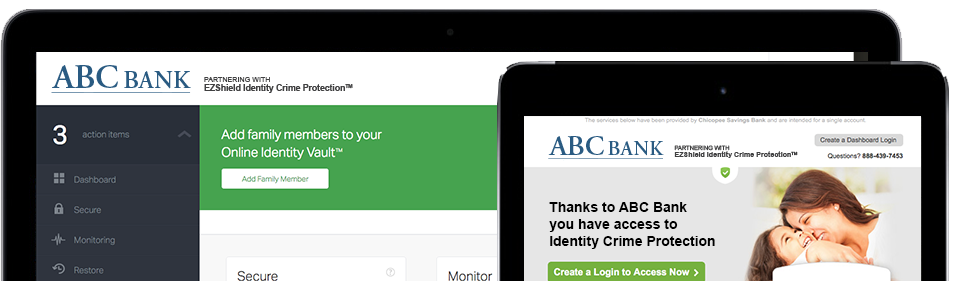 ABC BANK
PARTNERING WITH
EZShield Identity Crime Protection™
3 action items
Dashboard
Secure
Monitoring
Restore
Add family members to your
Online Identity Vault™
Add Family Member
Secure
Monitor
The services below have been provided by Chicopee Savings Bank and are intended for a single account.
ABC BANK
PARTNERING WITH
EZShield Identity Crime Protection™
Create a Dashboard Login
Questions? 888-439-7453
Thanks to ABC Bank
you have access to
Identity Crime Protection
Create a Login to Access Now >